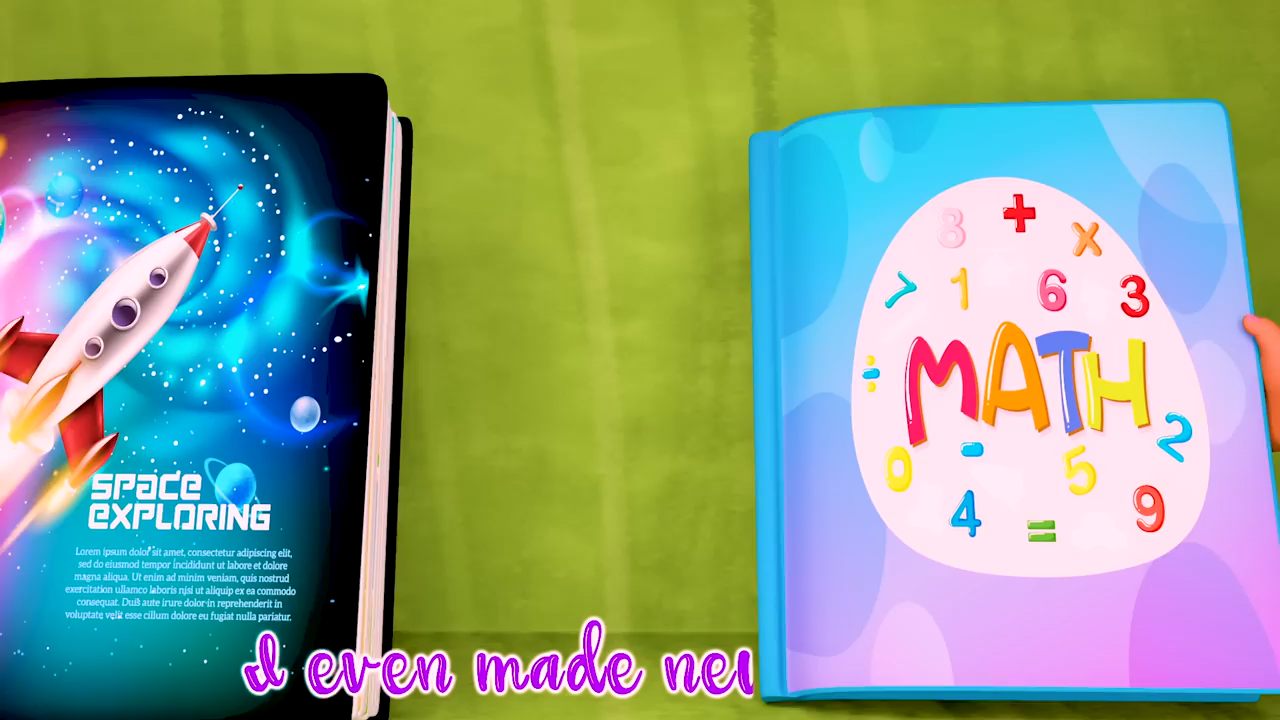 SPACE
EXPLORING
Lorem ipsum dolor sit amet, consectetur adipiscing elit,
sed do eiusmod tempor incididunt ut labore et dolore
magna aliqua. Ut enim ad minim veniam, quis nostrud
exercitation ullamco laboris nisi ut aliquip ex ea commodo
consequat. Duis aute irure dolor in reprehenderit in
voluptate velit esse cillum dolore eu fugiat nulla pariatur.
8 + x
7 1 6 3
÷ MATH
0 - 5 2
4 = 9
even made